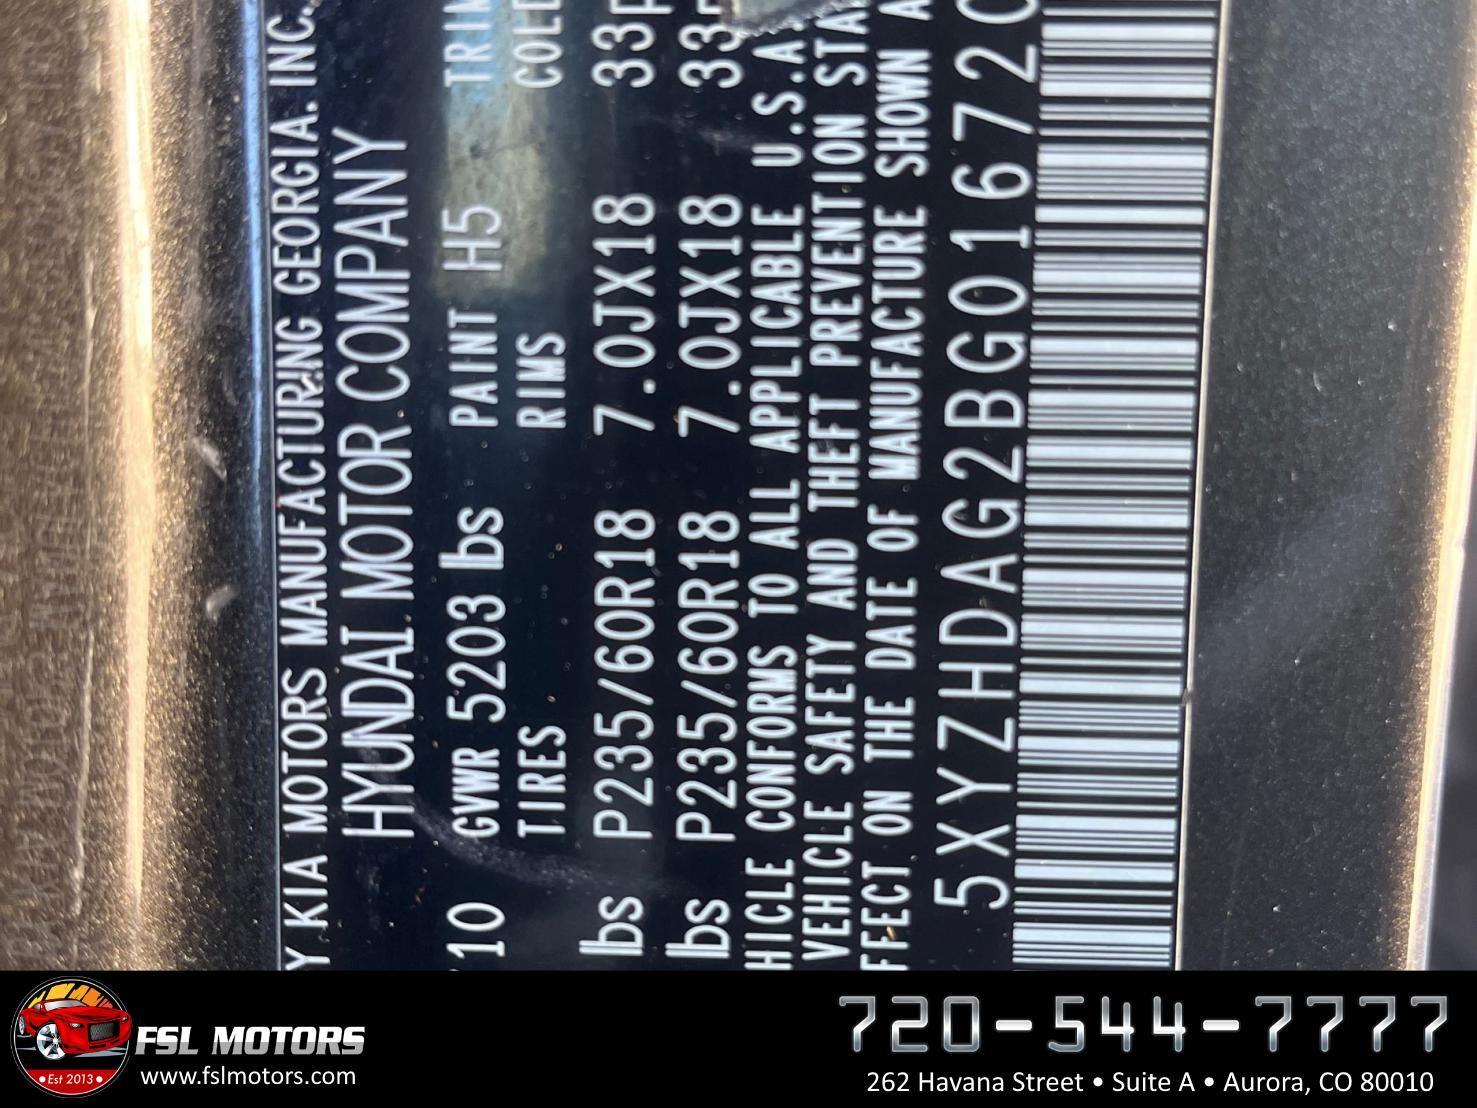 Y KIA MOTORS MANUFACTURING GEORGIA. INC.
HYUNDAI MOTOR COMPANY
10 GVWR 5203 lbs PAINT H5 TRIM
TIRES RIMS COLD
lbs P235/60R18 7.0JX18 33P
lbs P235/60R18 7.0JX18 33P
HICLE CONFORMS TO ALL APPLICABLE U.S.A
VEHICLE SAFETY AND THEFT PREVENTION STA
FFECT ON THE DATE OF MANUFACTURE SHOWN A
5XYZHDAG2BG01672
FSL MOTORS
Est 2013
www.fslmotors.com
720-544-7777
262 Havana Street • Suite A • Aurora, CO 80010